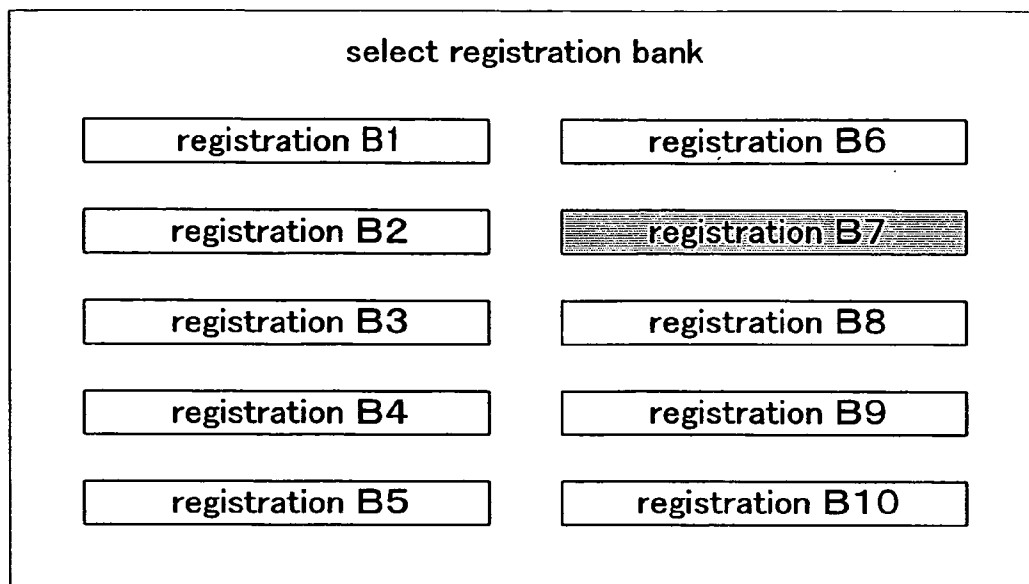 select registration bank
registration B1
registration B2
registration B3
registration B4
registration B5
registration B6
registration B7
registration B8
registration B9
registration B10